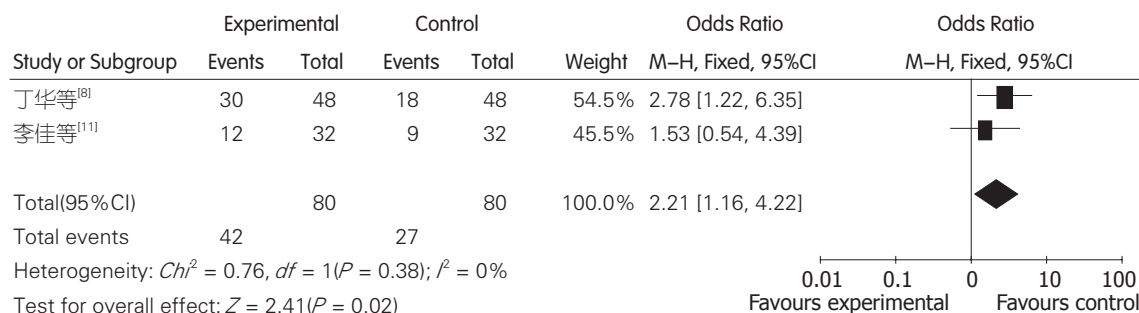 Experimental Control Odds Ratio Odds Ratio
Study or Subgroup Events Total Events Total Weight M–H, Fixed, 95%CI M–H, Fixed, 95%CI
丁华等[8] 30 48 18 48 54.5% 2.78 [1.22, 6.35]
李佳等[11] 12 32 9 32 45.5% 1.53 [0.54, 4.39]
Total(95%CI) 80 80 100.0% 2.21 [1.16, 4.22]
Total events 42 27
Heterogeneity: Chi² = 0.76, df = 1(P = 0.38); I² = 0%
Test for overall effect: Z = 2.41(P = 0.02)
0.01 0.1 0 10 100
Favours experimental Favours control